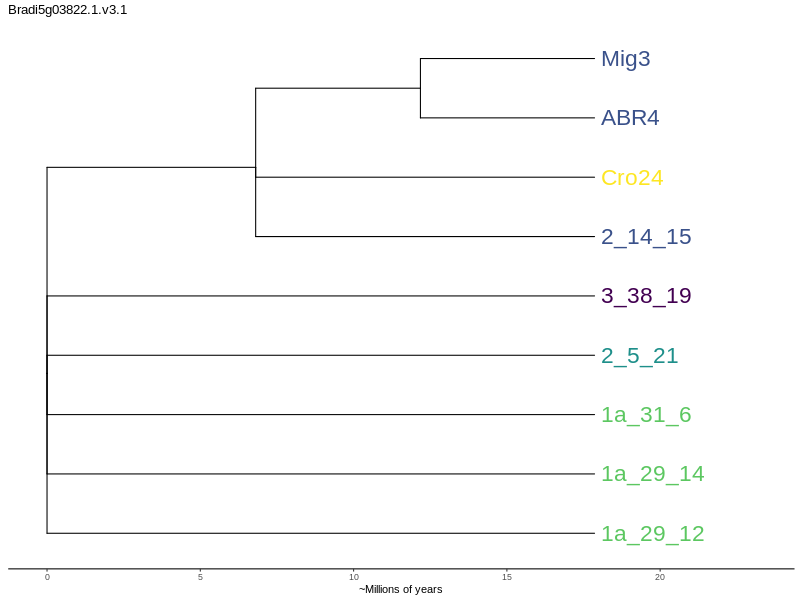 Bradi5g03822.1.v3.1
Mig3
ABR4
Cro24
2_14_15
3_38_19
2_5_21
1a_31_6
1a_29_14
1a_29_12
0 5 10 15 20
~Millions of years